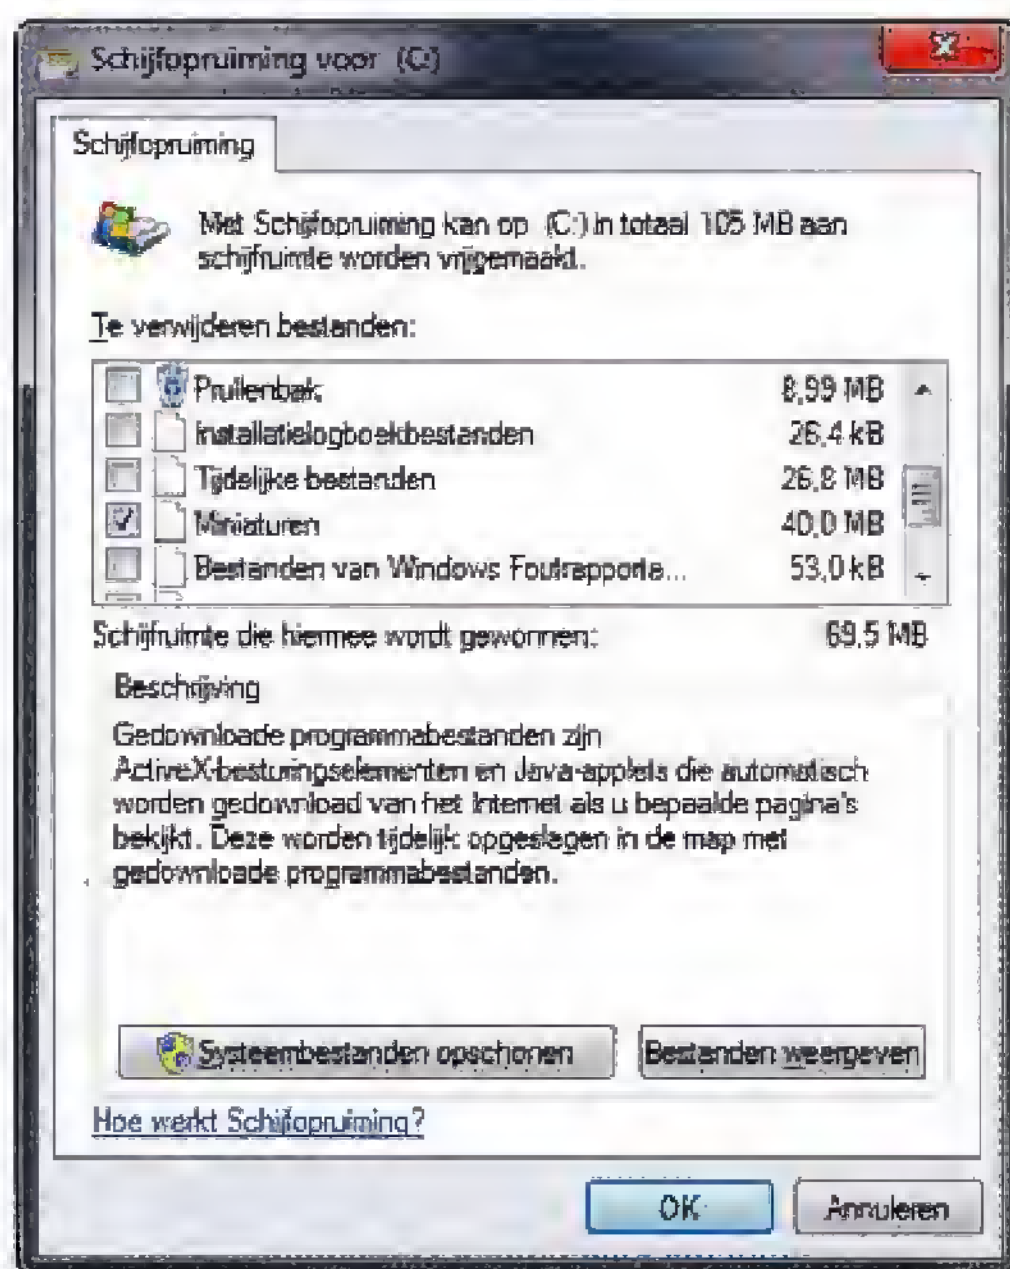 Schijfopruiming voor (C:)
Schijfopruiming
Met Schijfopruiming kan op (C:) in totaal 105 MB aan
schijfruimte worden vrijgemaakt.
Te verwijderen bestanden:
Prullenbak 8,99 MB
Installatielogboekbestanden 26,4 kB
Tijdelijke bestanden 26,8 MB
Miniaturen 40,0 MB
Bestanden van Windows Foutrapporta... 53,0 kB
Schijfruimte die hiermee wordt gewonnen: 69,5 MB
Beschrijving
Gedownloade programmabestanden zijn
ActiveX-besturingselementen en Java-applets die automatisch
worden gedownload van het Internet als u bepaalde pagina's
bekijkt. Deze worden tijdelijk opgeslagen in de map met
gedownloade programmabestanden.
Systeembestanden opschonen
Bestanden weergeven
Hoe werkt Schijfopruiming?
OK
Annuleren